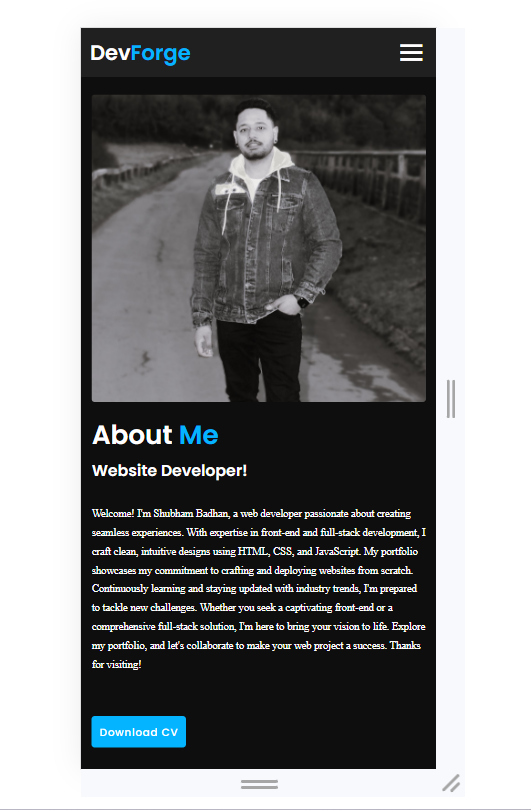 DevForge
About Me
Website Developer!
Welcome! I'm Shubham Badhan, a web developer passionate about creating
seamless experiences. With expertise in front-end and full-stack development, I
craft clean, intuitive designs using HTML, CSS, and JavaScript. My portfolio
showcases my commitment to crafting and deploying websites from scratch.
Continuously learning and staying updated with industry trends, I'm prepared
to tackle new challenges. Whether you seek a captivating front-end or a
comprehensive full-stack solution, I'm here to bring your vision to life. Explore
my portfolio, and let's collaborate to make your web project a success. Thanks
for visiting!
Download CV